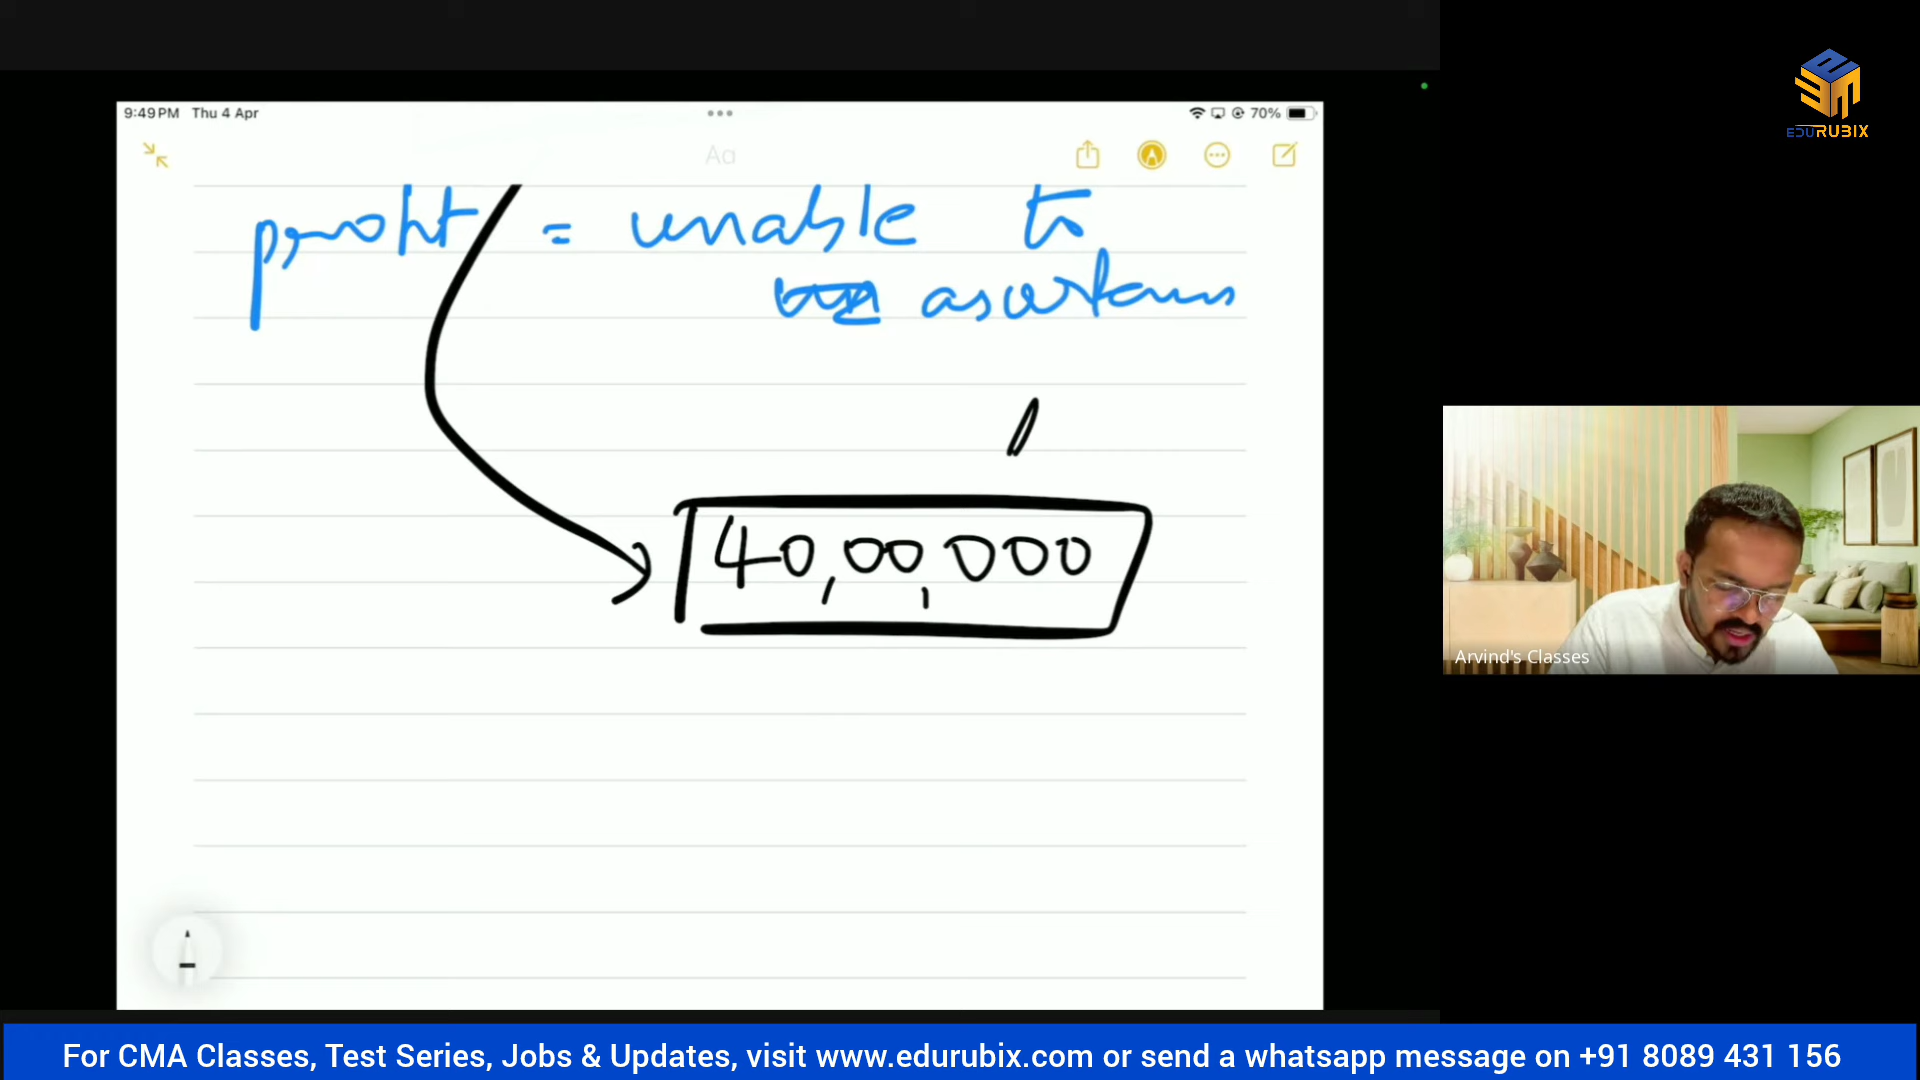 9:49 PM Thu 4 Apr
70%
Aa
EDURUBIX
profit = unable to
ascertain
40,00,000
Arvind's Classes
For CMA Classes, Test Series, Jobs & Updates, visit www.edurubix.com or send a whatsapp message on +91 8089 431 156